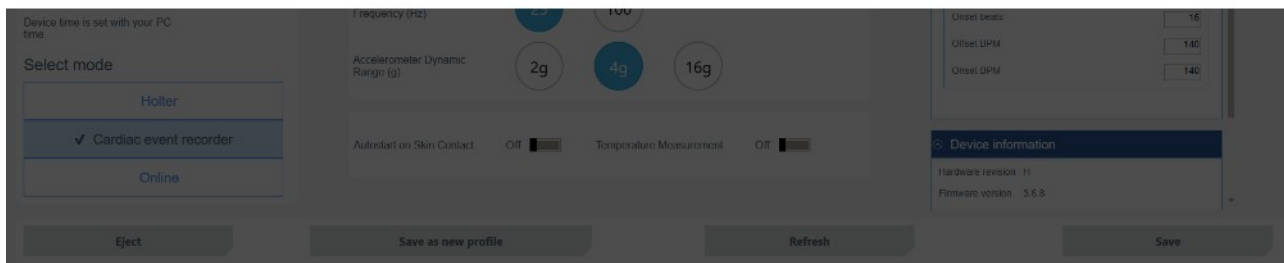 Device time is set with your PC
time
Select mode
Holter
✓ Cardiac event recorder
Online
Frequency (Hz)
25
100
Accelerometer Dynamic
Range (g)
2g
4g
16g
Autostart on Skin Contact
Off
Temperature Measurement
Off
Onset beats
16
Offset BPM
140
Onset BPM
140
Device information
Hardware revision
Firmware version 3.6.8
Eject
Save as new profile
Refresh
Save